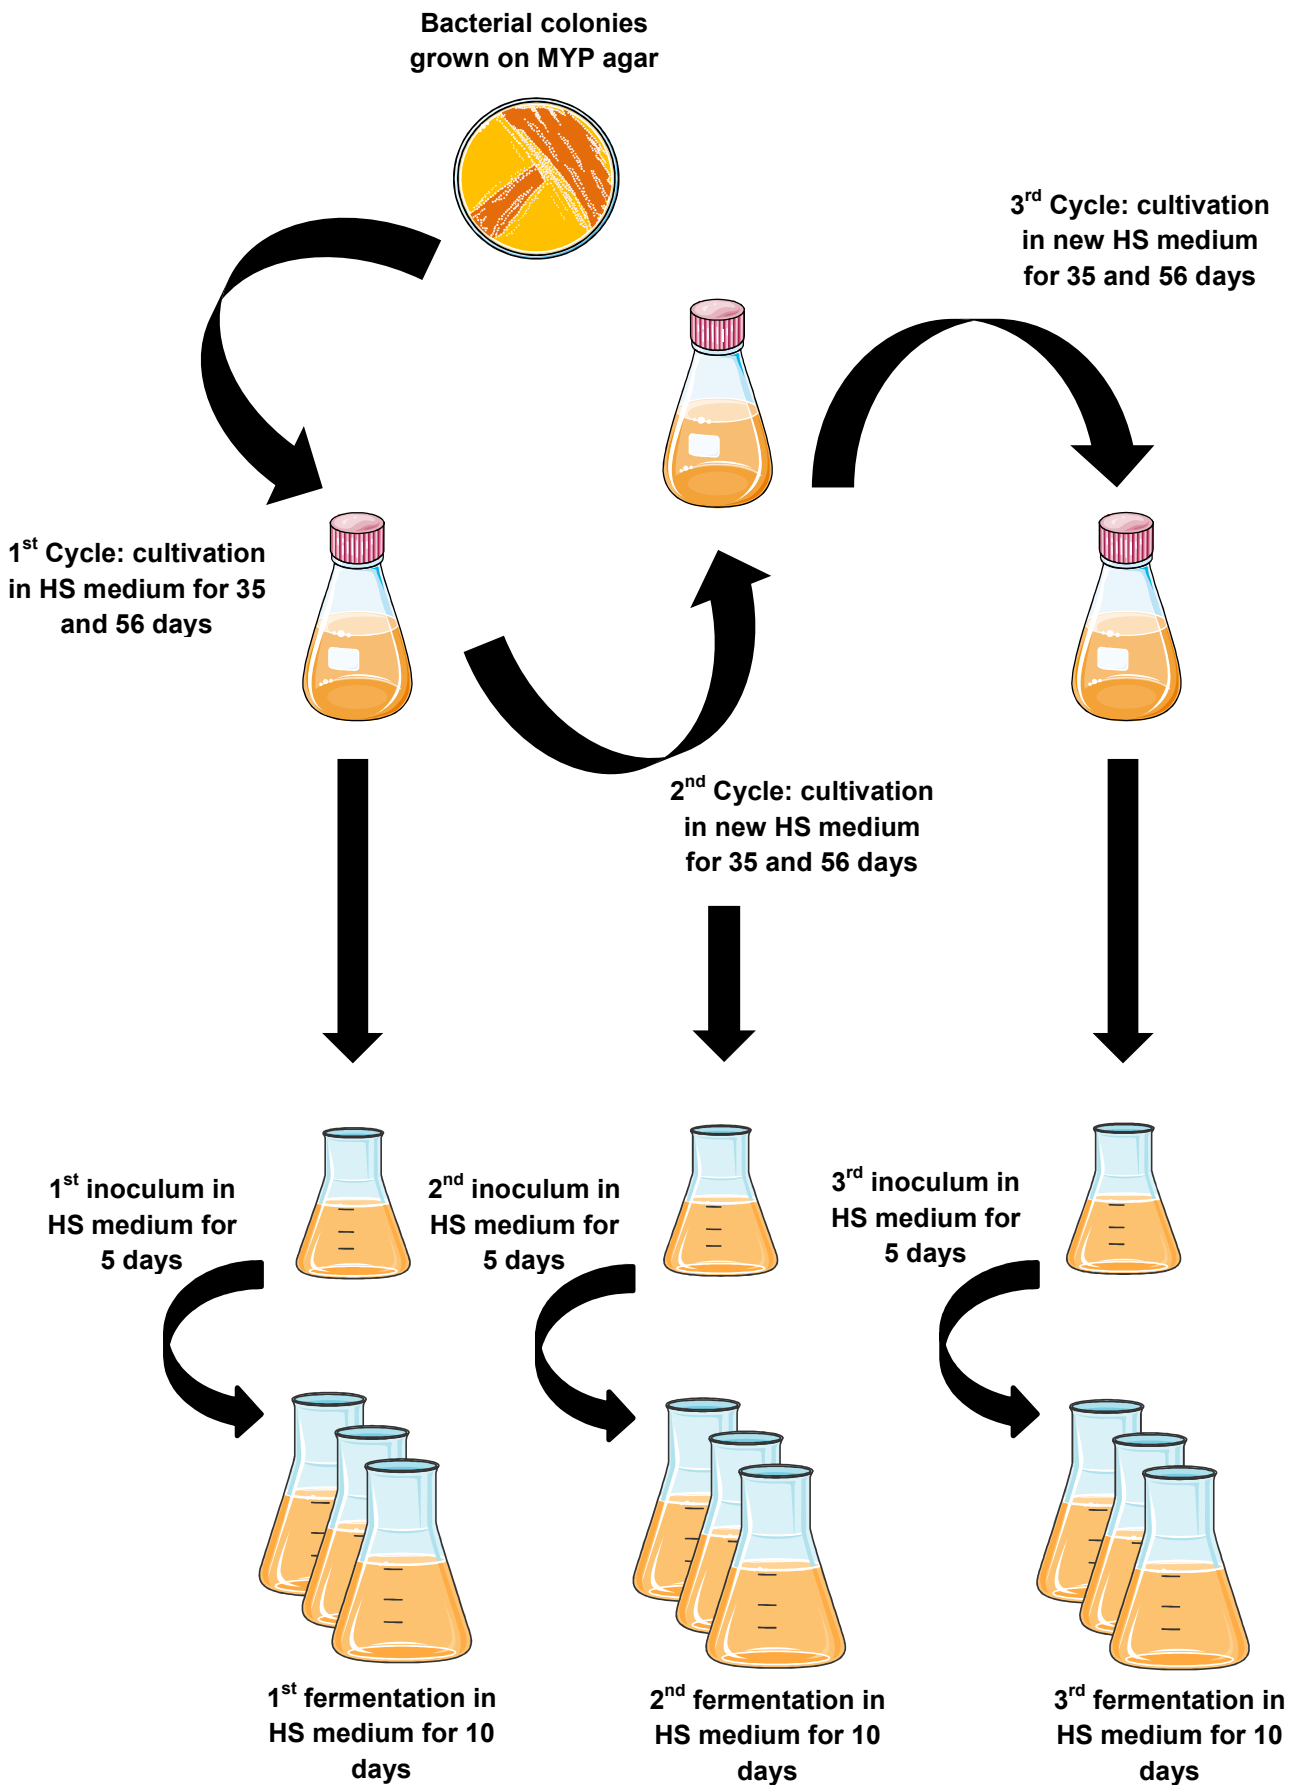 Bacterial colonies
grown on MYP agar
3rd Cycle: cultivation
in new HS medium
for 35 and 56 days
1st Cycle: cultivation
in HS medium for 35
and 56 days
2nd Cycle: cultivation
in new HS medium
for 35 and 56 days
1st inoculum in
HS medium for
5 days
2nd inoculum in
HS medium for
5 days
3rd inoculum in
HS medium for
5 days
1st fermentation in
HS medium for 10
days
2nd fermentation in
HS medium for 10
days
3rd fermentation in
HS medium for 10
days